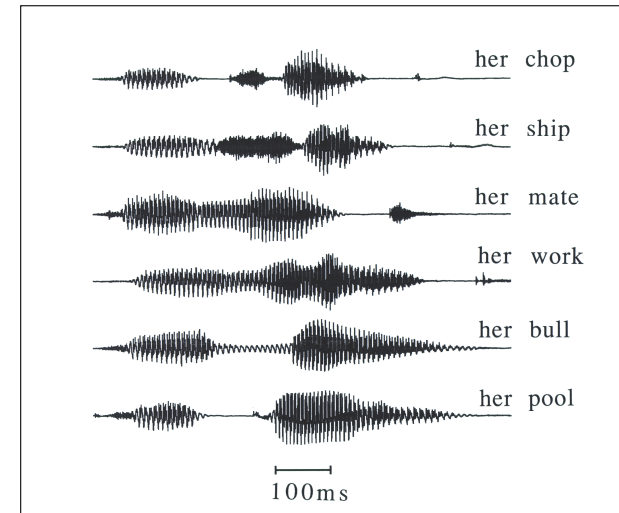 her chop
her ship
her mate
her work
her bull
her pool
100ms